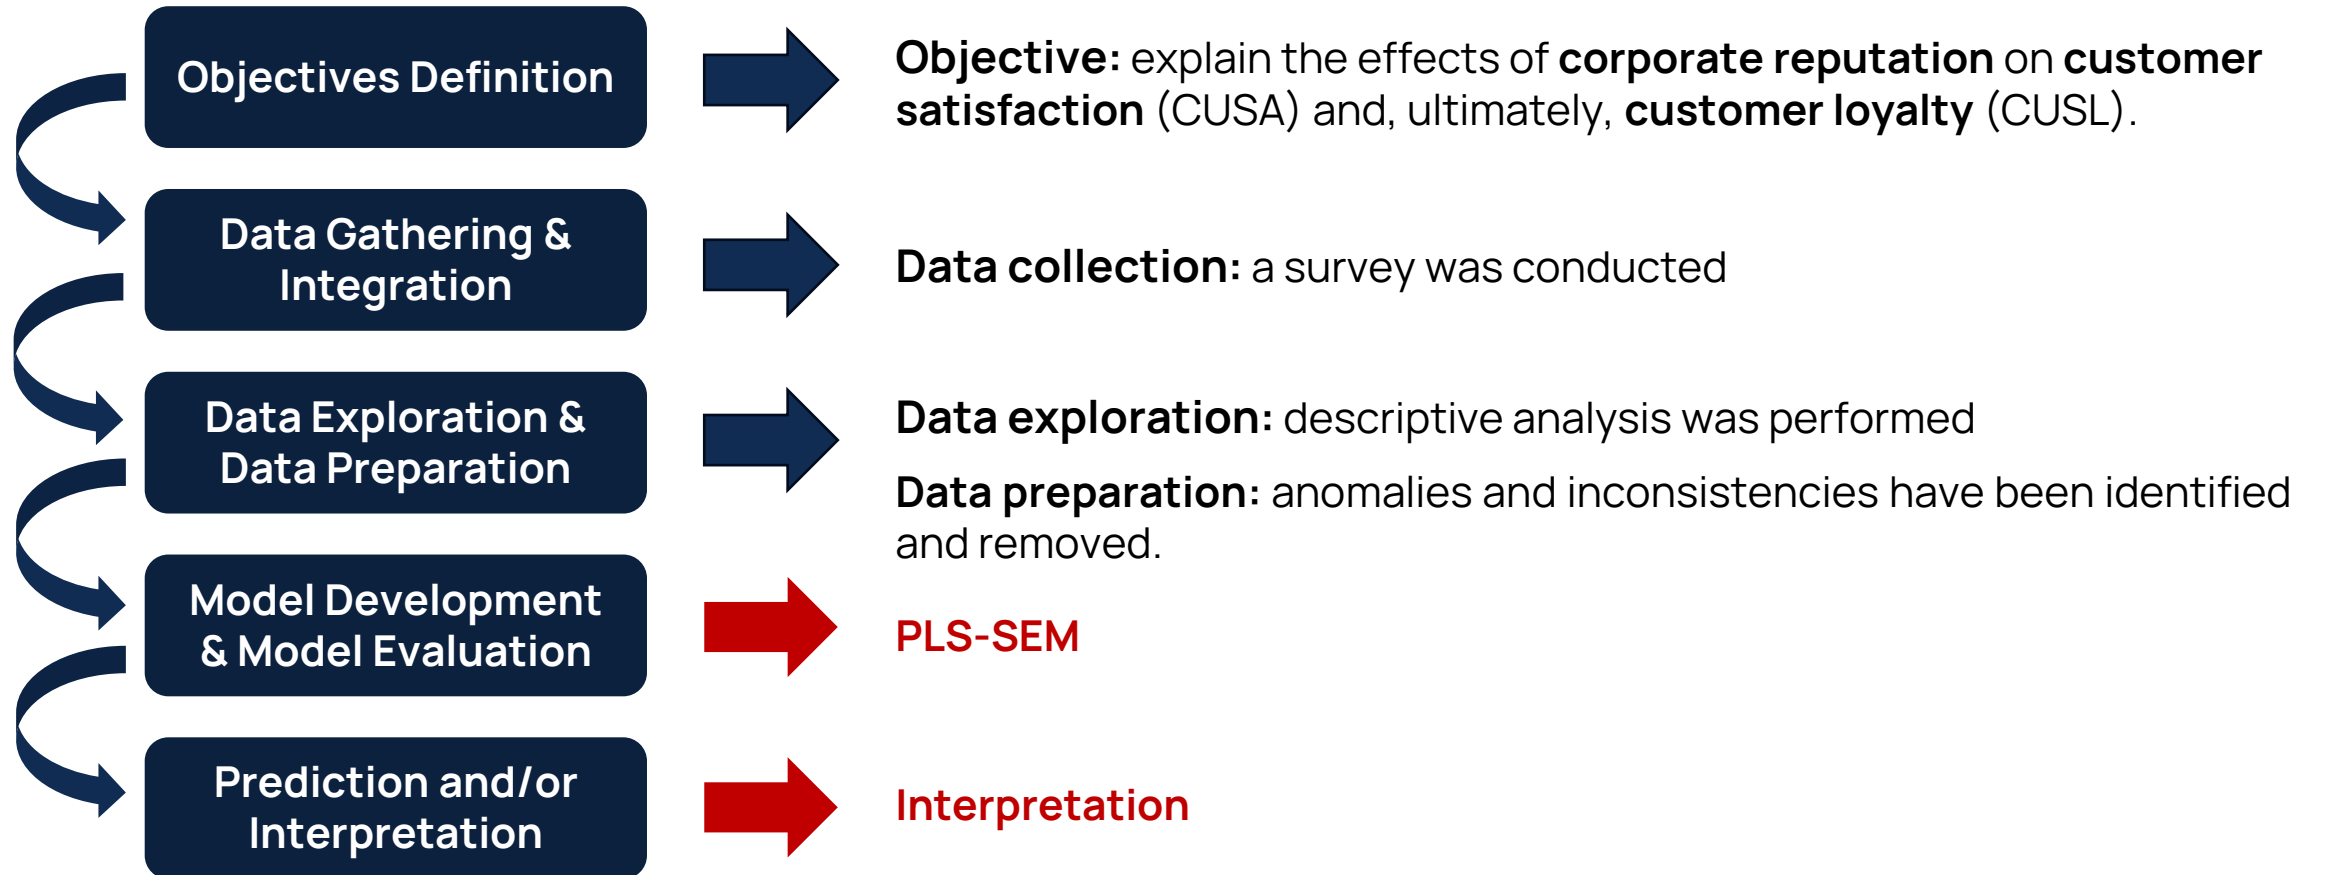 Objectives Definition
Objective: explain the effects of corporate reputation on customer
satisfaction (CUSA) and, ultimately, customer loyalty (CUSL).
Data Gathering &
Integration
Data collection: a survey was conducted
Data Exploration &
Data Preparation
Data exploration: descriptive analysis was performed
Data preparation: anomalies and inconsistencies have been identified
and removed.
Model Development
& Model Evaluation
PLS-SEM
Prediction and/or
Interpretation
Interpretation